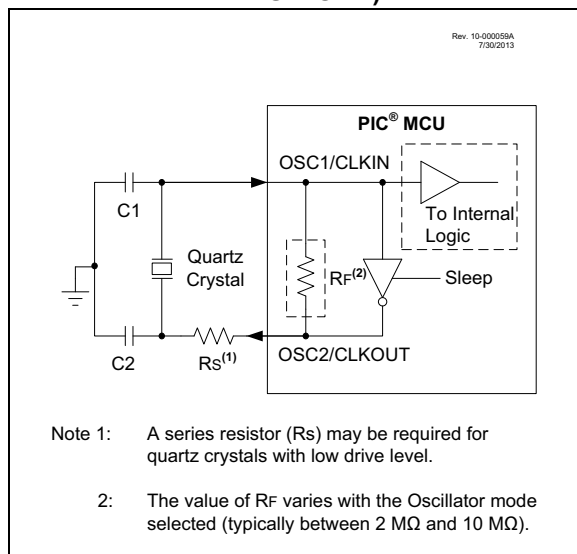 Rev. 10-000059A
7/30/2013
PIC® MCU
OSC1/CLKIN
C1
To Internal
Logic
Quartz
Crystal
RF(2)
Sleep
C2
RS(1)
OSC2/CLKOUT
Note 1: A series resistor (Rs) may be required for
quartz crystals with low drive level.
2: The value of RF varies with the Oscillator mode
selected (typically between 2 MΩ and 10 MΩ).